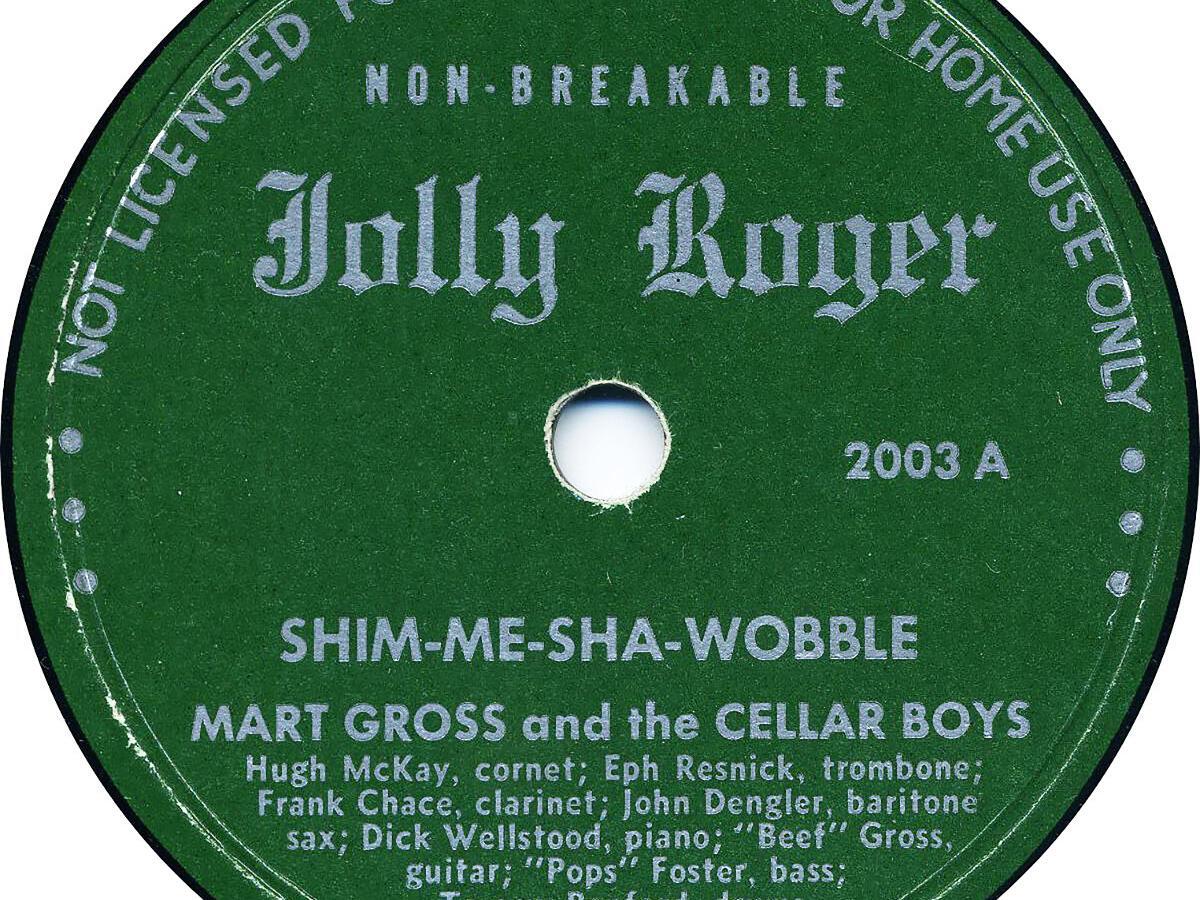 NOT LICENSED
OR HOME USE ONLY
NON-BREAKABLE
Jolly Roger
2003 A
SHIM-ME-SHA-WOBBLE
MART GROSS and the CELLAR BOYS
Hugh McKay, cornet; Eph Resnick, trombone;
Frank Chace, clarinet; John Dengler, baritone
sax; Dick Wellstood, piano; "Beef" Gross,
guitar; "Pops" Foster, bass;